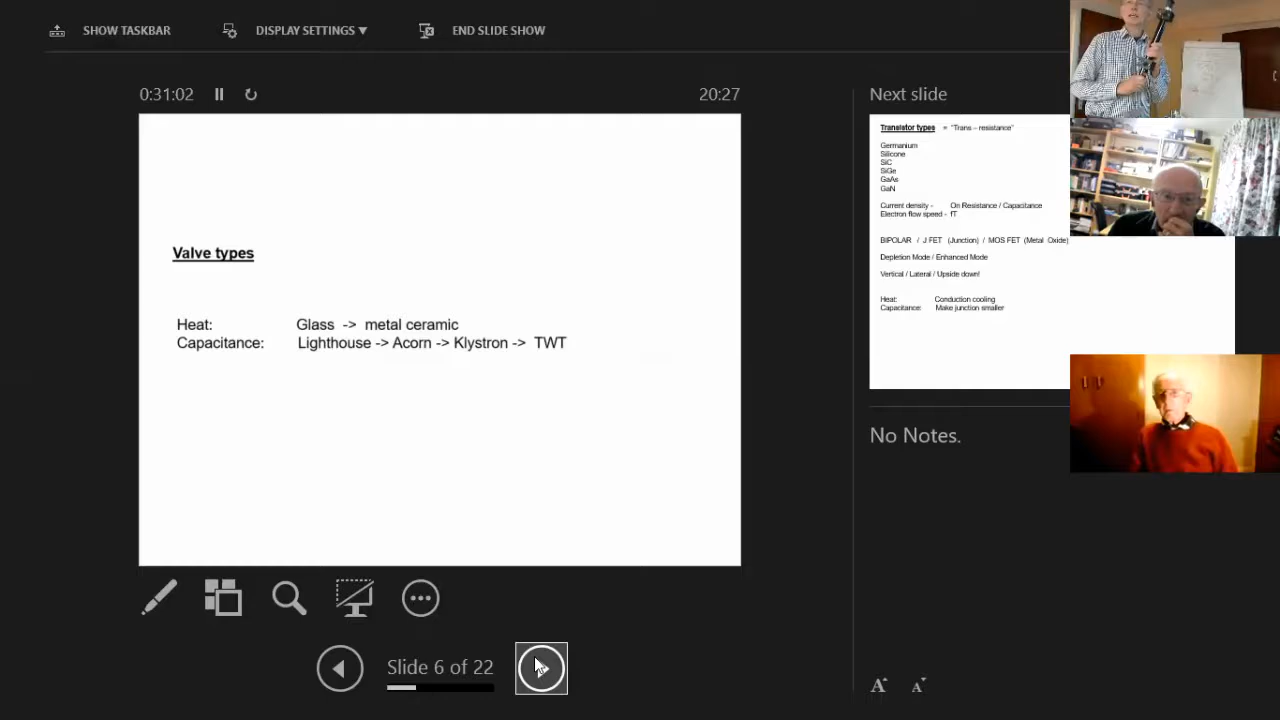 SHOW TASKBAR
DISPLAY SETTINGS ▼
END SLIDE SHOW
0:31:02
20:27
Valve types
Heat: Glass -> metal ceramic
Capacitance: Lighthouse -> Acorn -> Klystron -> TWT
Slide 6 of 22
Next slide
Transistor types = "Trans – resistance"
Germanium
Silicone
SiC
SiGe
GaAs
GaN
Current density - On Resistance / Capacitance
Electron flow speed - fT
BIPOLAR / J FET (Junction) / MOS FET (Metal Oxide)
Depletion Mode / Enhanced Mode
Vertical / Lateral / Upside down!
Heat: Conduction cooling
Capacitance: Make junction smaller
No Notes.
A A